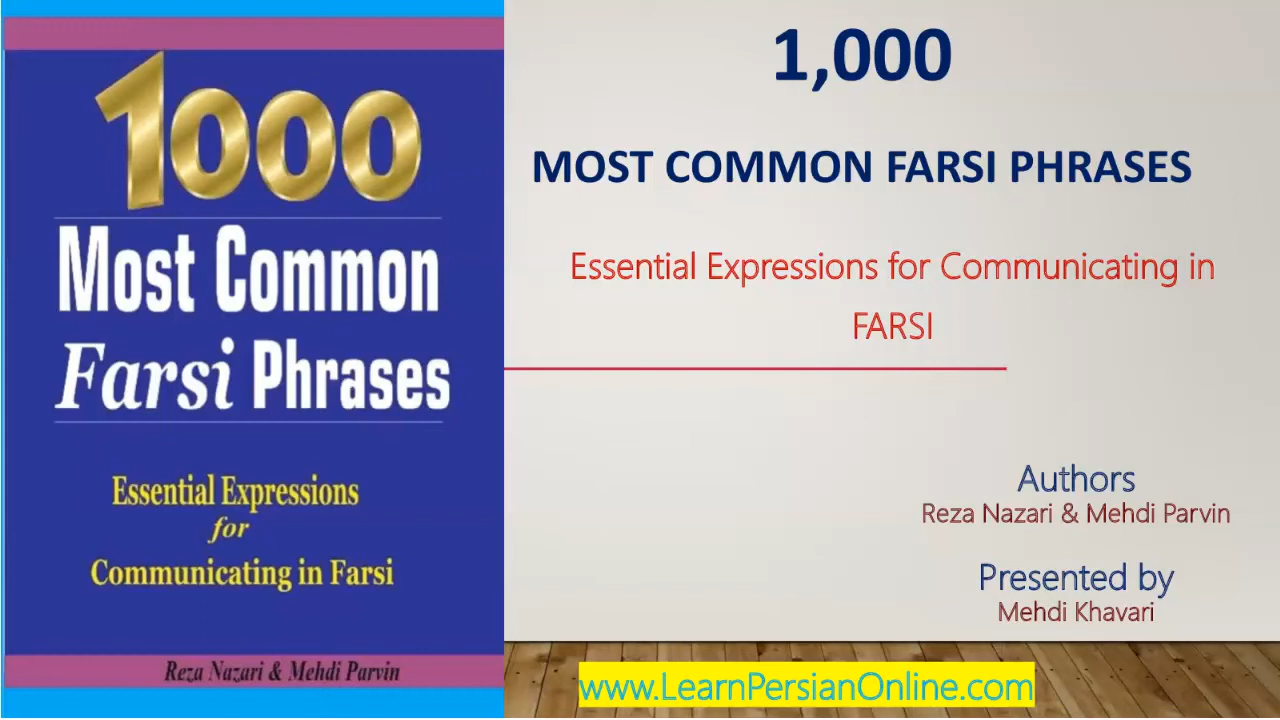 1000
Most Common
Farsi Phrases
Essential Expressions
for
Communicating in Farsi
Reza Nazari & Mehdi Parvin
1,000
MOST COMMON FARSI PHRASES
Essential Expressions for Communicating in
FARSI
Authors
Reza Nazari & Mehdi Parvin
Presented by
Mehdi Khavari
www.LearnPersianOnline.com